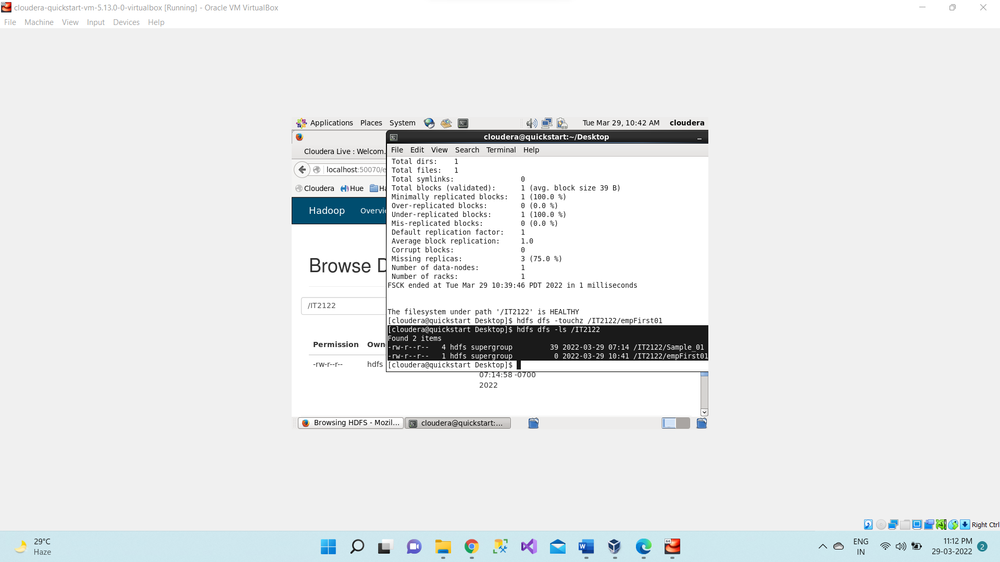 cloudera-quickstart-vm-5.13.0-0-virtualbox [Running] - Oracle VM VirtualBox
File Machine View Input Devices Help
Applications Places System Tue Mar 29, 10:42 AM cloudera
cloudera@quickstart:~/Desktop
Cloudera Live : Welcom...
File Edit View Search Terminal Help
localhost:50070/e
Cloudera Hue Ha
Hadoop Overvie
Browse D
/IT2122
Permission Own
-rw-r--r-- hdfs
07:14:58 -0700
2022
Total dirs: 1
Total files: 1
Total symlinks: 0
Total blocks (validated): 1 (avg. block size 39 B)
Minimally replicated blocks: 1 (100.0 %)
Over-replicated blocks: 0 (0.0 %)
Under-replicated blocks: 1 (100.0 %)
Mis-replicated blocks: 0 (0.0 %)
Default replication factor: 1
Average block replication: 1.0
Corrupt blocks: 0
Missing replicas: 3 (75.0 %)
Number of data-nodes: 1
Number of racks: 1
FSCK ended at Tue Mar 29 10:39:46 PDT 2022 in 1 milliseconds
The filesystem under path '/IT2122' is HEALTHY
[cloudera@quickstart Desktop]$ hdfs dfs -touchz /IT2122/empFirst01
[cloudera@quickstart Desktop]$ hdfs dfs -ls /IT2122
Found 2 items
-rw-r--r-- 4 hdfs supergroup 39 2022-03-29 07:14 /IT2122/Sample_01
-rw-r--r-- 1 hdfs supergroup 0 2022-03-29 10:41 /IT2122/empFirst01
[cloudera@quickstart Desktop]$
Browsing HDFS - Mozil... cloudera@quickstart:...
Right Ctrl
29°C
Haze
64
ENG
IN
11:12 PM
29-03-2022
2